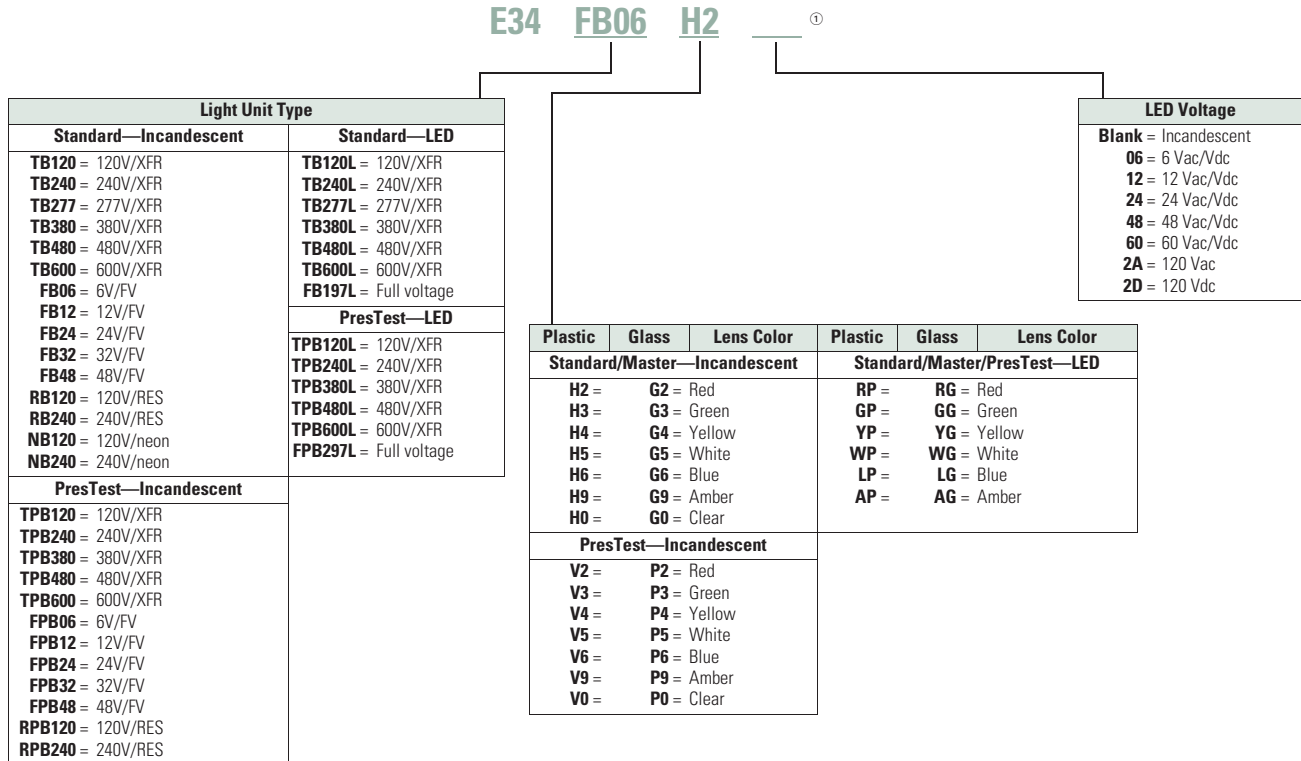 E34 FB06 H2 ___ ①
Light Unit Type
Standard—Incandescent
TB120 = 120V/XFR
TB240 = 240V/XFR
TB277 = 277V/XFR
TB380 = 380V/XFR
TB480 = 480V/XFR
TB600 = 600V/XFR
FB06 = 6V/FV
FB12 = 12V/FV
FB24 = 24V/FV
FB32 = 32V/FV
FB48 = 48V/FV
RB120 = 120V/RES
RB240 = 240V/RES
NB120 = 120V/neon
NB240 = 240V/neon
PresTest—Incandescent
TPB120 = 120V/XFR
TPB240 = 240V/XFR
TPB380 = 380V/XFR
TPB480 = 480V/XFR
TPB600 = 600V/XFR
FPB06 = 6V/FV
FPB12 = 12V/FV
FPB24 = 24V/FV
FPB32 = 32V/FV
FPB48 = 48V/FV
RPB120 = 120V/RES
RPB240 = 240V/RES
Standard—LED
TB120L = 120V/XFR
TB240L = 240V/XFR
TB277L = 277V/XFR
TB380L = 380V/XFR
TB480L = 480V/XFR
TB600L = 600V/XFR
FB197L = Full voltage
PresTest—LED
TPB120L = 120V/XFR
TPB240L = 240V/XFR
TPB380L = 380V/XFR
TPB480L = 480V/XFR
TPB600L = 600V/XFR
FPB297L = Full voltage
Plastic Glass Lens Color
Standard/Master—Incandescent
H2 = G2 = Red
H3 = G3 = Green
H4 = G4 = Yellow
H5 = G5 = White
H6 = G6 = Blue
H9 = G9 = Amber
H0 = G0 = Clear
PresTest—Incandescent
V2 = P2 = Red
V3 = P3 = Green
V4 = P4 = Yellow
V5 = P5 = White
V6 = P6 = Blue
V9 = P9 = Amber
V0 = P0 = Clear
Plastic Glass Lens Color
Standard/Master/PresTest—LED
RP = RG = Red
GP = GG = Green
YP = YG = Yellow
WP = WG = White
LP = LG = Blue
AP = AG = Amber
LED Voltage
Blank = Incandescent
06 = 6 Vac/Vdc
12 = 12 Vac/Vdc
24 = 24 Vac/Vdc
48 = 48 Vac/Vdc
60 = 60 Vac/Vdc
2A = 120 Vac
2D = 120 Vdc